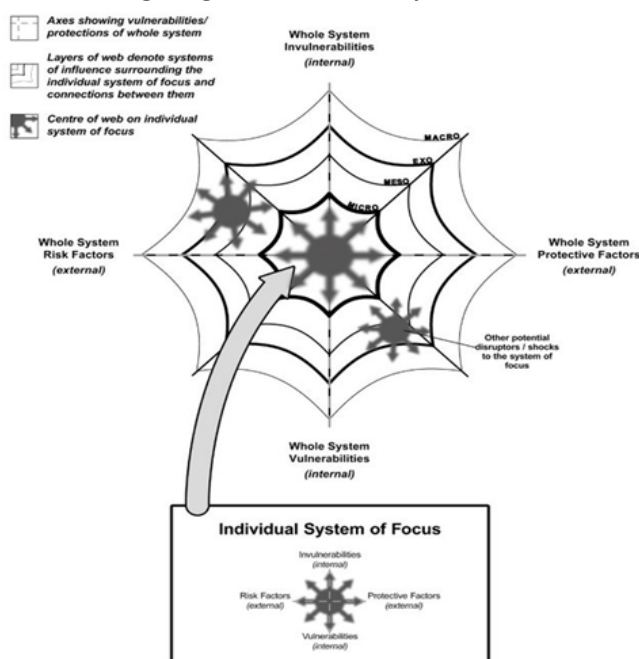 Axes showing vulnerabilities/
protections of whole system
Layers of web denote systems
of influence surrounding the
individual system of focus and
connections between them
Centre of web on individual
system of focus
Whole System
Invulnerabilities
(internal)
MACRO
EXO
MESO
MICRO
Whole System
Risk Factors
(external)
Whole System
Protective Factors
(external)
Other potential
disruptors / shocks
to the system of
focus
Whole System
Vulnerabilities
(internal)
Individual System of Focus
Invulnerabilities
(internal)
Risk Factors
(external)
Protective Factors
(external)
Vulnerabilities
(internal)